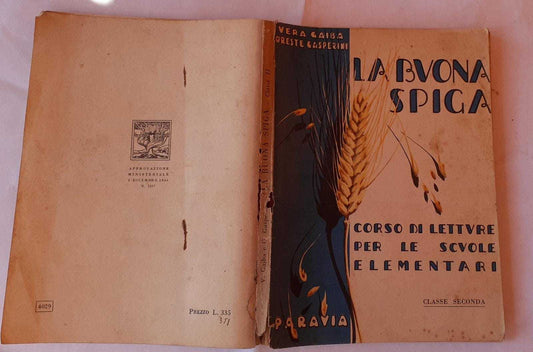 APPROVAZIONE
MINISTERIALE
N.
4029
PREZZO L. 335
LA BUONA SPIGA
VERA GAIBA
ORESTE GASPERINI
LA BVONA
SPIGA
CORSO DI LETTVRE
PER LE SCVOLE
ELEMENTARI
CLASSE SECONDA
PARAVIA